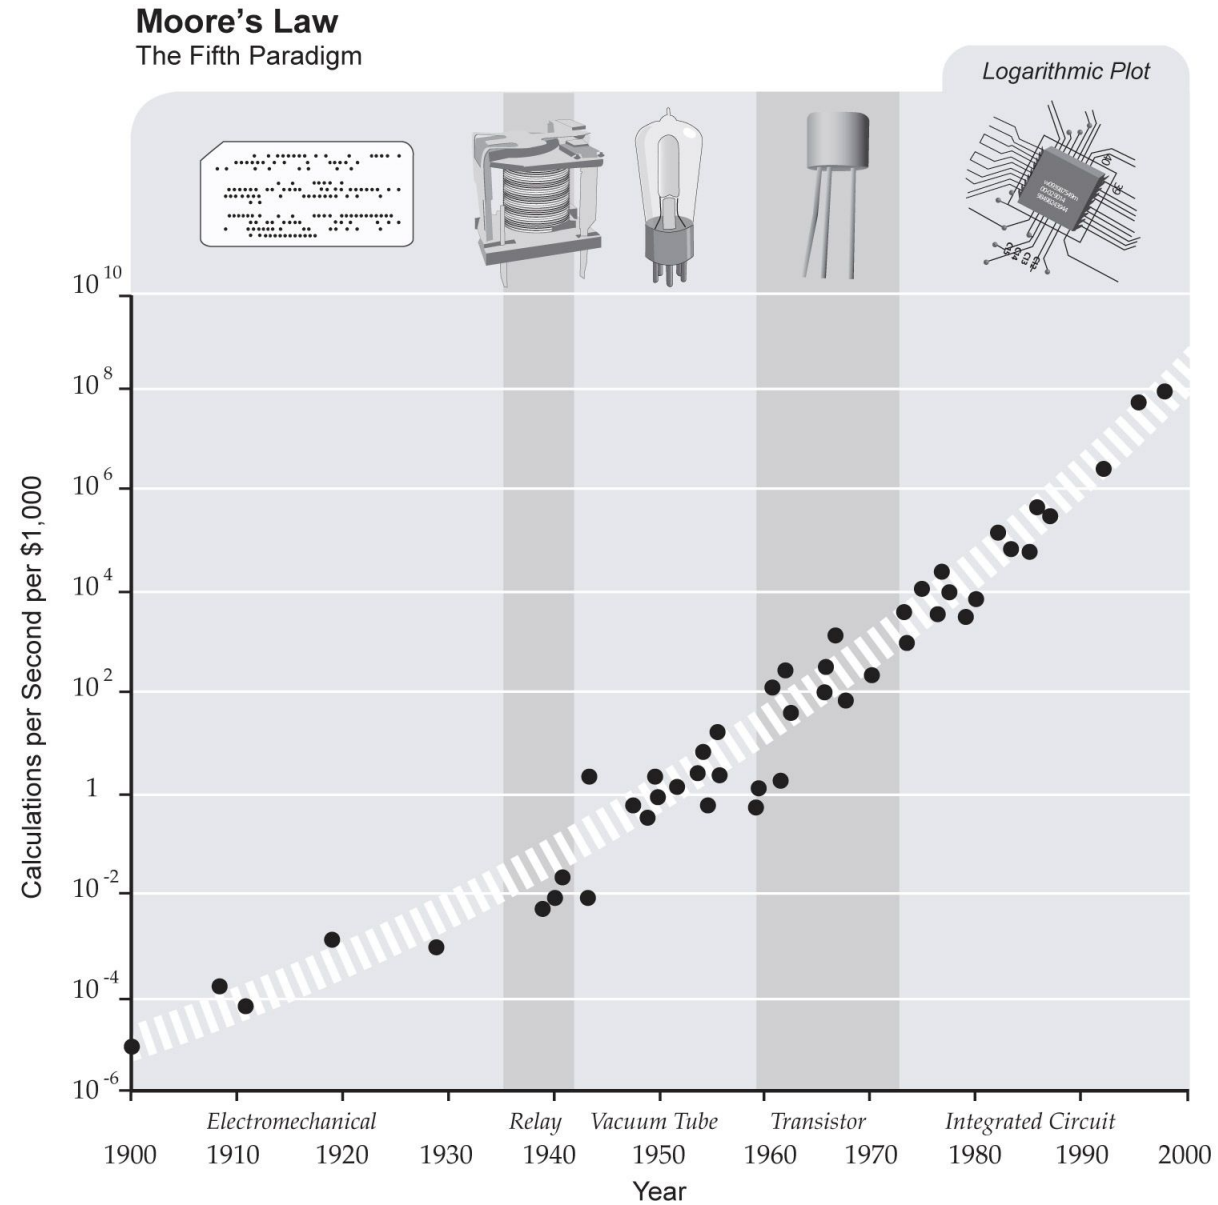 Moore’s Law
The Fifth Paradigm
Logarithmic Plot
10^10
10^8
10^6
10^4
10^2
1
10^-2
10^-4
10^-6
Calculations per Second per $1,000
Electromechanical Relay Vacuum Tube Transistor Integrated Circuit
1900 1910 1920 1930 1940 1950 1960 1970 1980 1990 2000
Year